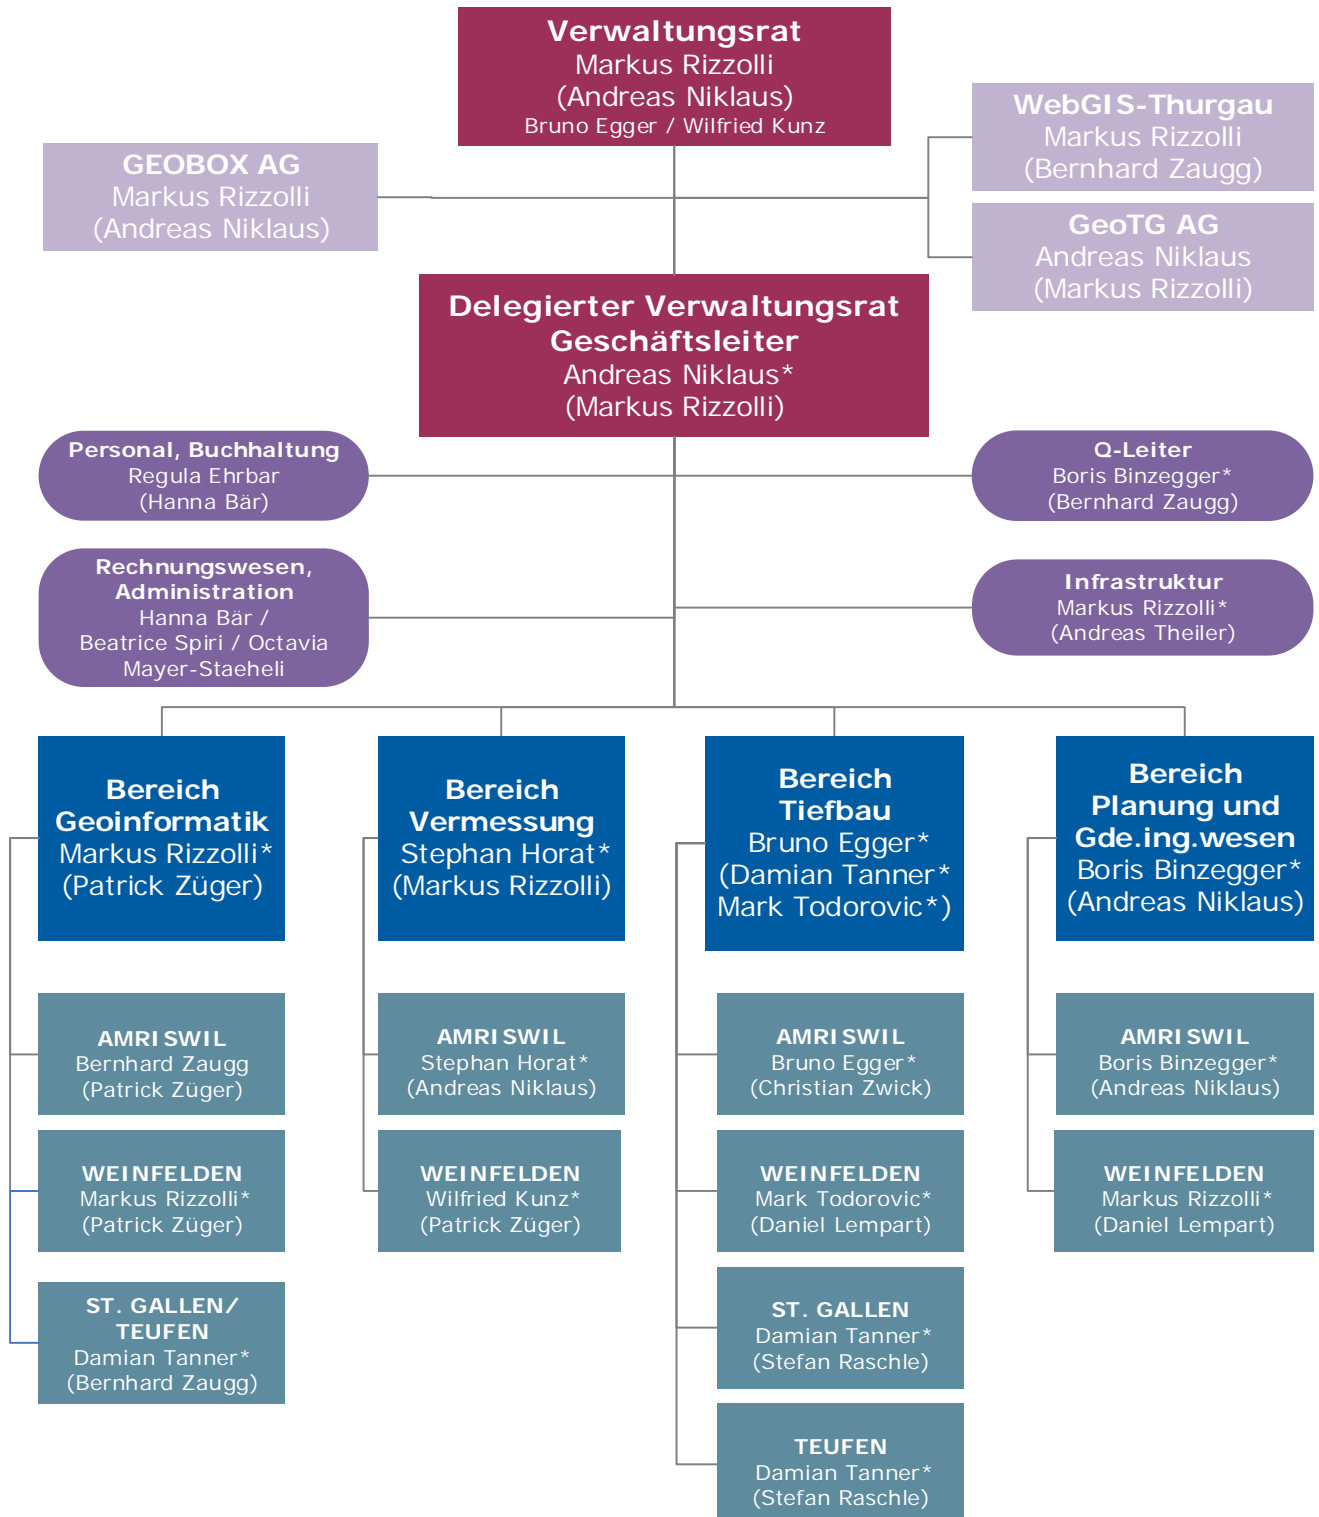 Verwaltungsrat
Markus Rizzolli
(Andreas Niklaus)
Bruno Egger / Wilfried Kunz
GEOBOX AG
Markus Rizzolli
(Andreas Niklaus)
WebGIS-Thurgau
Markus Rizzolli
(Bernhard Zaugg)
GeoTG AG
Andreas Niklaus
(Markus Rizzolli)
Delegierter Verwaltungsrat
Geschäftsleiter
Andreas Niklaus*
(Markus Rizzolli)
Personal, Buchhaltung
Regula Ehrbar
(Hanna Bär)
Q-Leiter
Boris Binzegger*
(Bernhard Zaugg)
Rechnungswesen,
Administration
Hanna Bär /
Beatrice Spiri / Octavia
Mayer-Staeheli
Infrastruktur
Markus Rizzolli*
(Andreas Theiler)
Bereich
Geoinformatik
Markus Rizzolli*
(Patrick Züger)
Bereich
Vermessung
Stephan Horat*
(Markus Rizzolli)
Bereich
Tiefbau
Bruno Egger*
(Damian Tanner*
Mark Todorovic*)
Bereich
Planung und
Gde.ing.wesen
Boris Binzegger*
(Andreas Niklaus)
AMRISWIL
Bernhard Zaugg
(Patrick Züger)
AMRISWIL
Stephan Horat*
(Andreas Niklaus)
AMRISWIL
Bruno Egger*
(Christian Zwick)
AMRISWIL
Boris Binzegger*
(Andreas Niklaus)
WEINFELDEN
Markus Rizzolli*
(Patrick Züger)
WEINFELDEN
Wilfried Kunz*
(Patrick Züger)
WEINFELDEN
Mark Todorovic*
(Daniel Lempart)
WEINFELDEN
Markus Rizzolli*
(Daniel Lempart)
ST. GALLEN/
TEUFEN
Damian Tanner*
(Bernhard Zaugg)
ST. GALLEN
Damian Tanner*
(Stefan Raschle)
TEUFEN
Damian Tanner*
(Stefan Raschle)